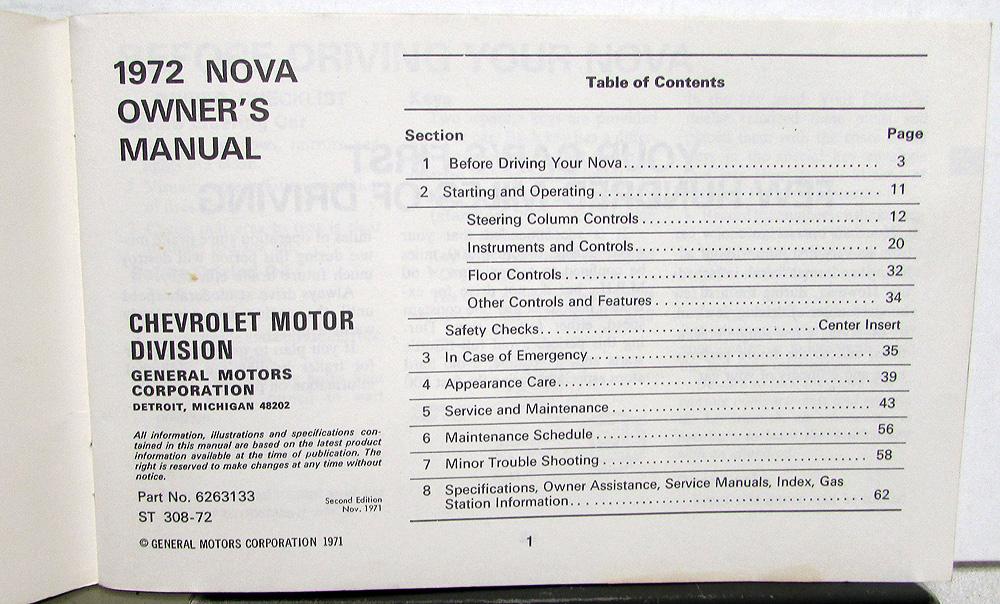 1972 NOVA
OWNER'S
MANUAL
CHEVROLET MOTOR
DIVISION
GENERAL MOTORS
CORPORATION
DETROIT, MICHIGAN 48202
All information, illustrations and specifications con-
tained in this manual are based on the latest product
information available at the time of publication. The
right is reserved to make changes at any time without
notice.
Part No. 6263133
ST 308-72
Second Edition
Nov. 1971
© GENERAL MOTORS CORPORATION 1971
Table of Contents
Section Page
1 Before Driving Your Nova 3
2 Starting and Operating 11
Steering Column Controls 12
Instruments and Controls 20
Floor Controls 32
Other Controls and Features 34
Safety Checks Center Insert
3 In Case of Emergency 35
4 Appearance Care 39
5 Service and Maintenance 43
6 Maintenance Schedule 56
7 Minor Trouble Shooting 58
8 Specifications, Owner Assistance, Service Manuals, Index, Gas
Station Information 62
1